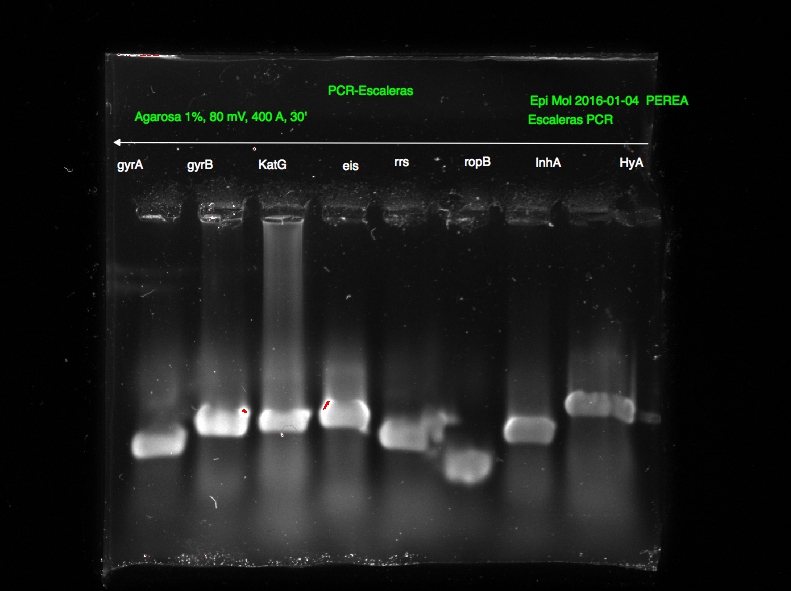 PCR-Escaleras
Epi Mol 2016-01-04 PEREA
Agarosa 1%, 80 mV, 400 A, 30'
Escaleras PCR
gyrA gyrB KatG eis rrs ropB InhA HyA